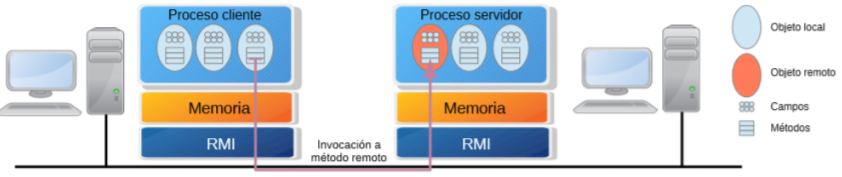 Proceso cliente
Proceso servidor
Objeto local
Objeto remoto
Campos
Métodos
Memoria
Memoria
RMI
RMI
Invocación a
método remoto